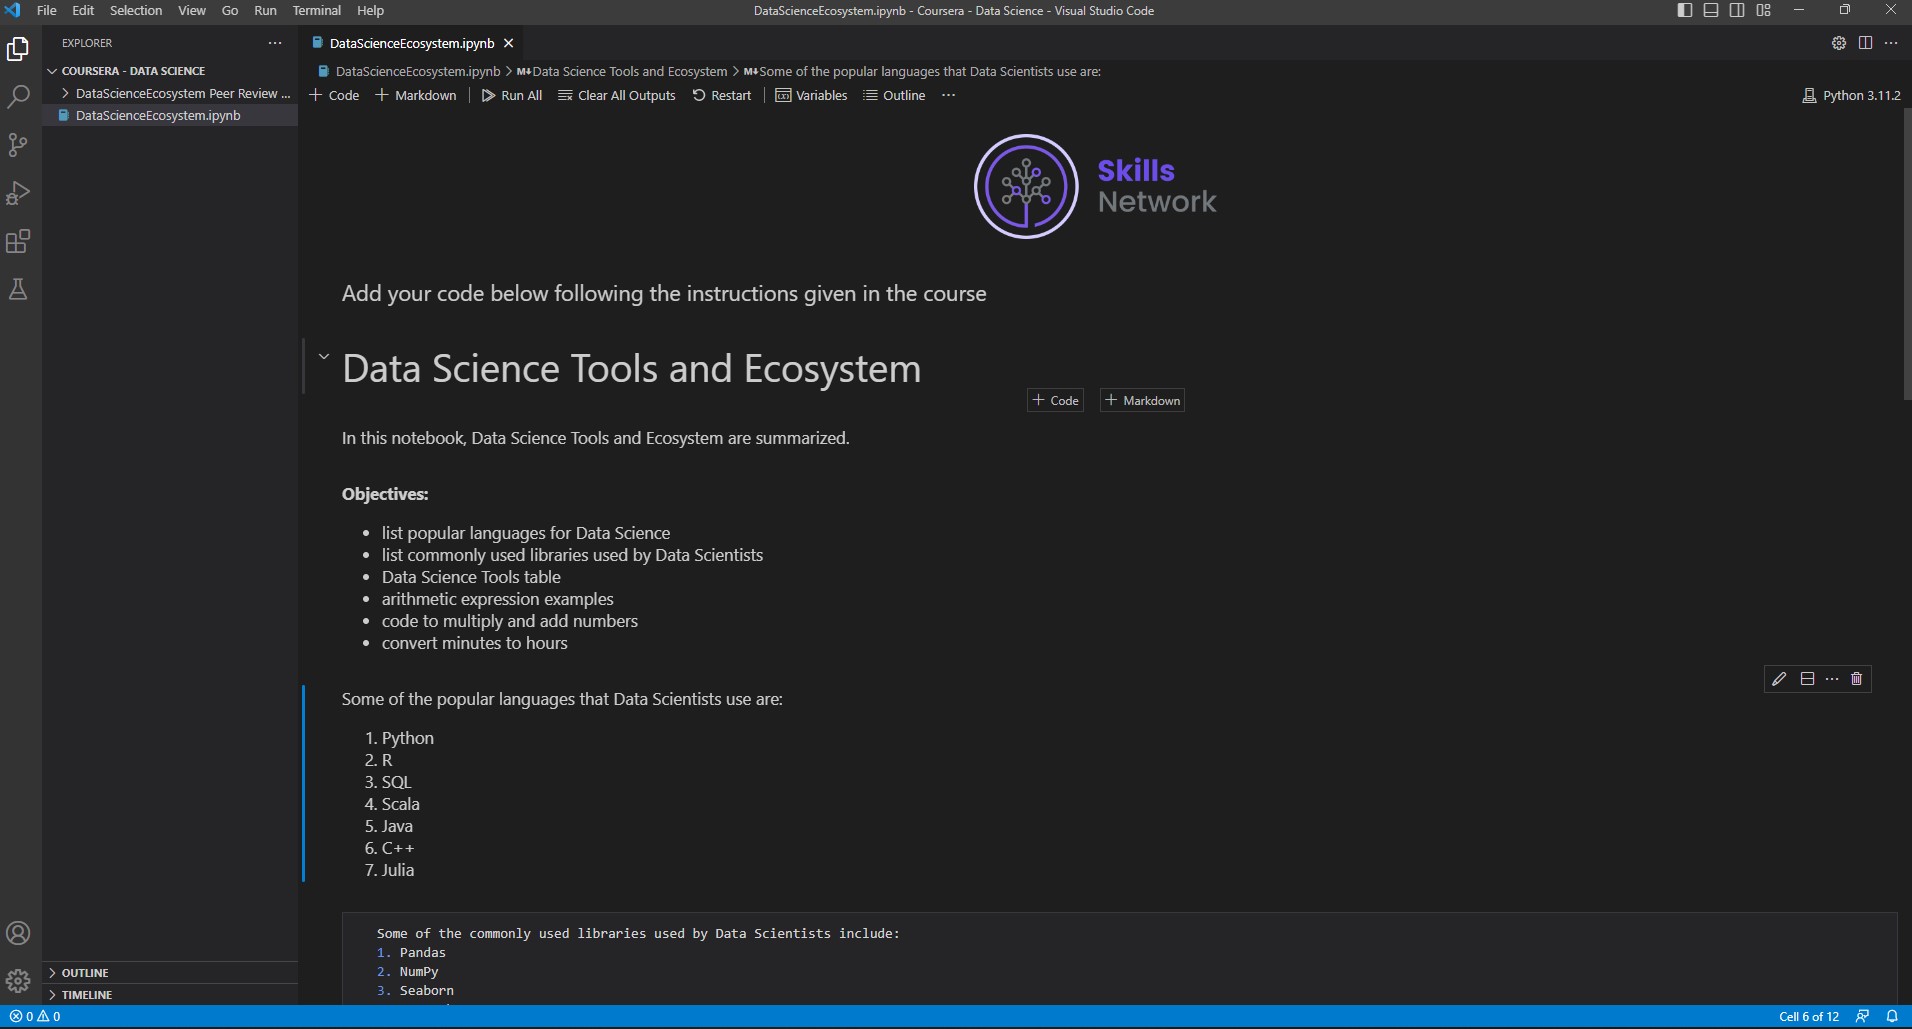 File Edit Selection View Go Run Terminal Help
DataScienceEcosystem.ipynb - Coursera - Data Science - Visual Studio Code
EXPLORER
COURSERA - DATA SCIENCE
DataScienceEcosystem Peer Review ...
DataScienceEcosystem.ipynb
OUTLINE
TIMELINE
DataScienceEcosystem.ipynb
DataScienceEcosystem.ipynb > M↓Data Science Tools and Ecosystem > M↓Some of the popular languages that Data Scientists use are:
+ Code + Markdown | Run All Clear All Outputs Restart | Variables Outline ...
Python 3.11.2
Skills
Network
Add your code below following the instructions given in the course
Data Science Tools and Ecosystem
+ Code + Markdown
In this notebook, Data Science Tools and Ecosystem are summarized.
Objectives:
• list popular languages for Data Science
• list commonly used libraries used by Data Scientists
• Data Science Tools table
• arithmetic expression examples
• code to multiply and add numbers
• convert minutes to hours
Some of the popular languages that Data Scientists use are:
1. Python
2. R
3. SQL
4. Scala
5. Java
6. C++
7. Julia
Some of the commonly used libraries used by Data Scientists include:
1. Pandas
2. NumPy
3. Seaborn
0 0
Cell 6 of 12